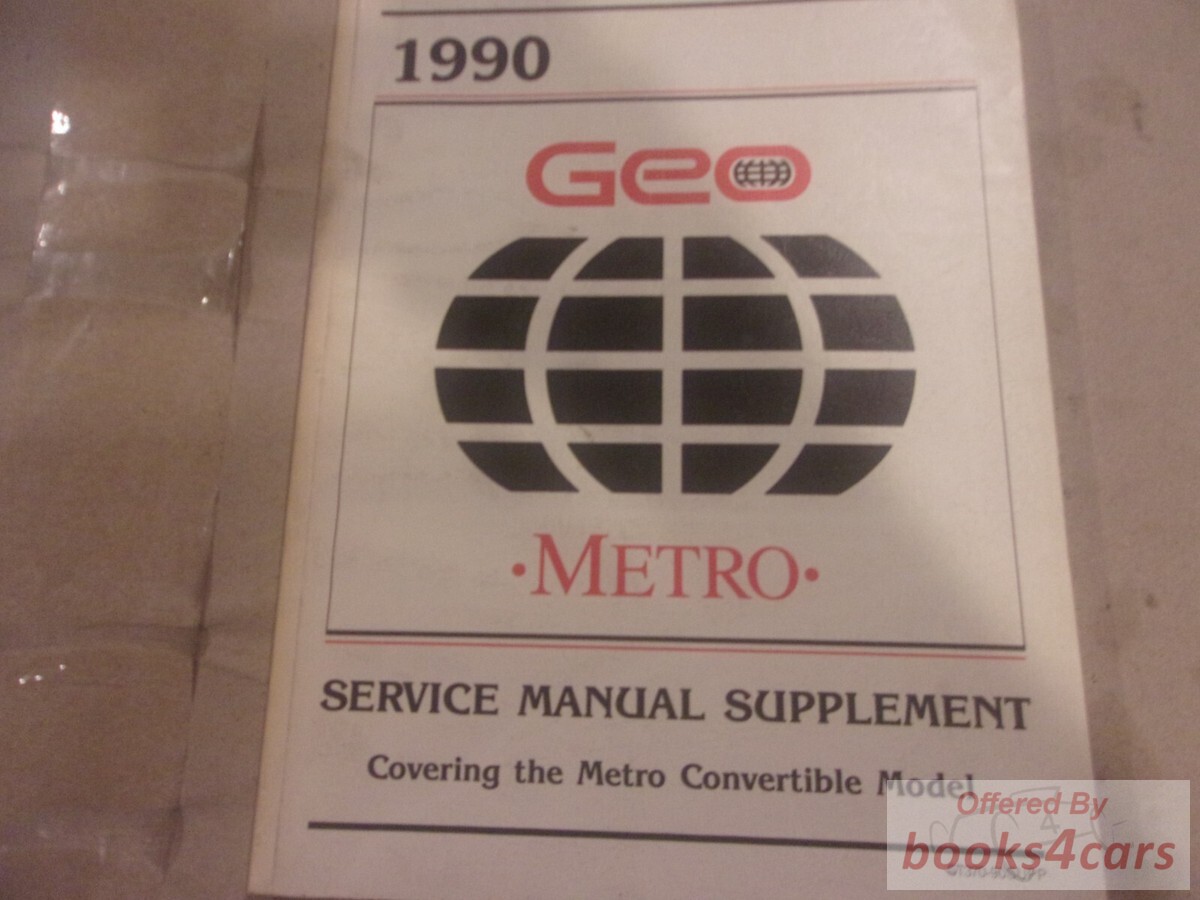 1990
Geo
•METRO•
SERVICE MANUAL SUPPLEMENT
Covering the Metro Convertible Model
Offered By
books4cars